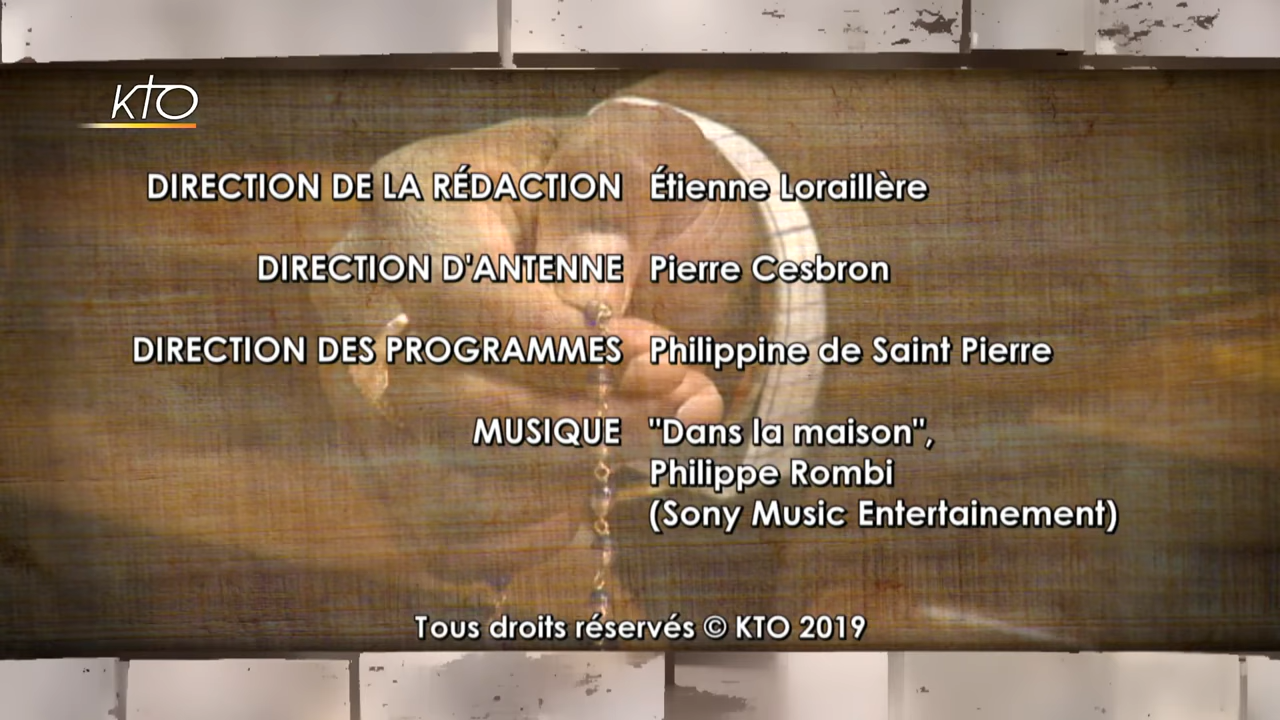 KTO
DIRECTION DE LA RÉDACTION Étienne Loraillère
DIRECTION D'ANTENNE Pierre Cesbron
DIRECTION DES PROGRAMMES Philippine de Saint Pierre
MUSIQUE "Dans la maison",
Philippe Rombi
(Sony Music Entertainement)
Tous droits réservés © KTO 2019